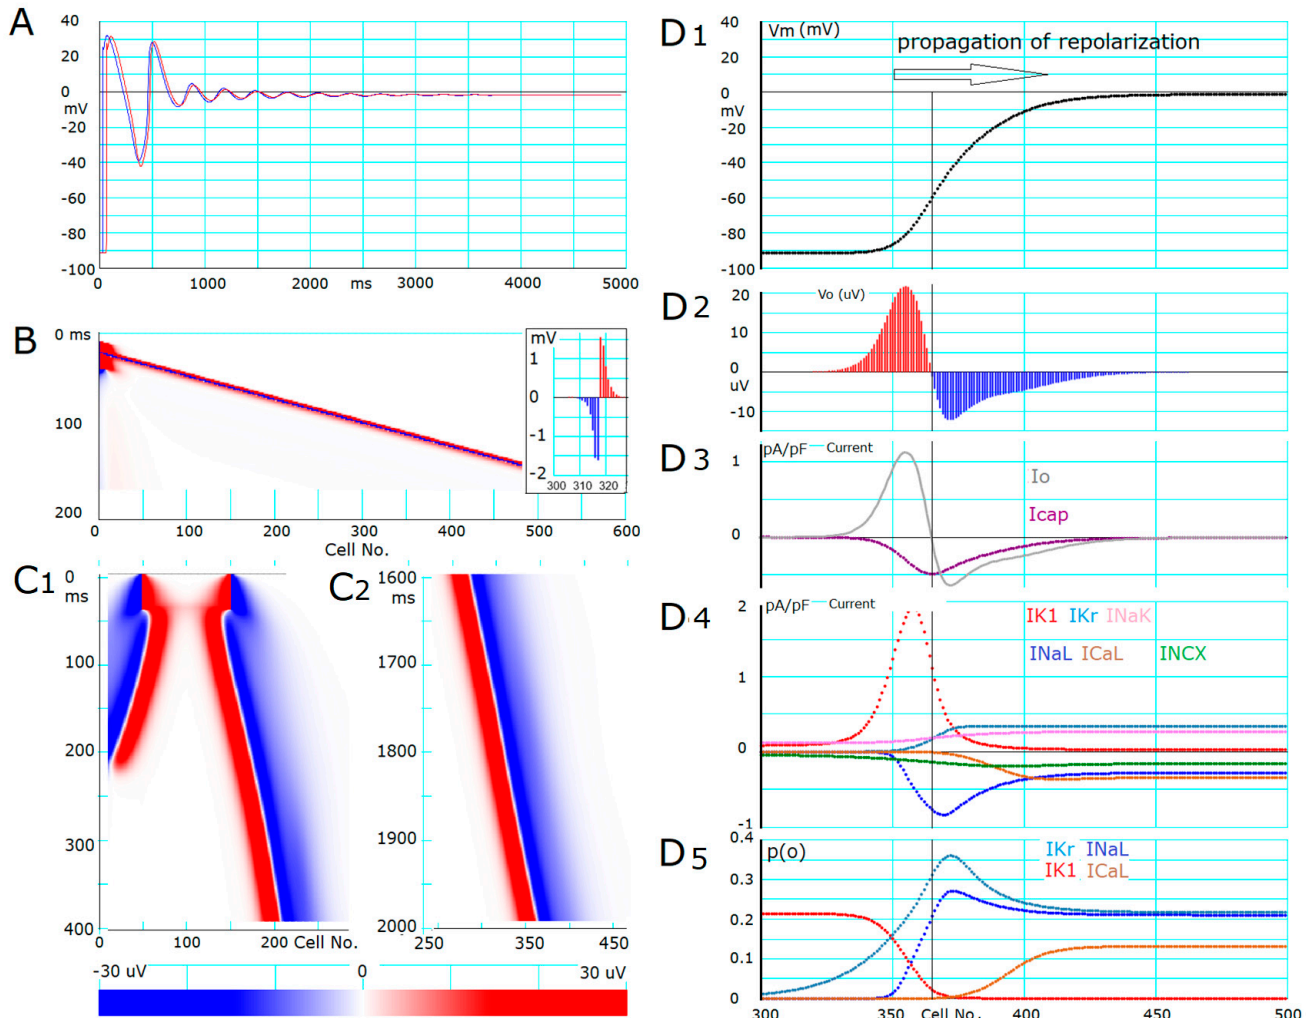 A
40
20
0
mV
-20
-40
-60
-80
-100
0
1000
ms
2000
3000
4000
5000
B
0 ms
100
200
0
100
200
300
400
500
600
Cell No.
mV
1
0
-1
-2
300 310 320
C1
0
ms
100
200
300
400
0
100
200 Cell No.
C2
1600
ms
1700
1800
1900
2000
250
350
450
-30 uV
0
30 uV
D1
40
Vm (mV)
20
propagation of repolarization
0
mV
-20
-40
-60
-80
-100
D2
20
Vo (uV)
10
0
uV
-10
D3
pA/pF Current
1
0
Io
Icap
D4
2
pA/pF Current
1
0
-1
IK1 IKr INaK
INaL ICaL INCX
D5
0.4
p(o)
0.3
0.2
0.1
0
IKr INaL
IK1 ICaL
300
350
Cell No.
400
450
500